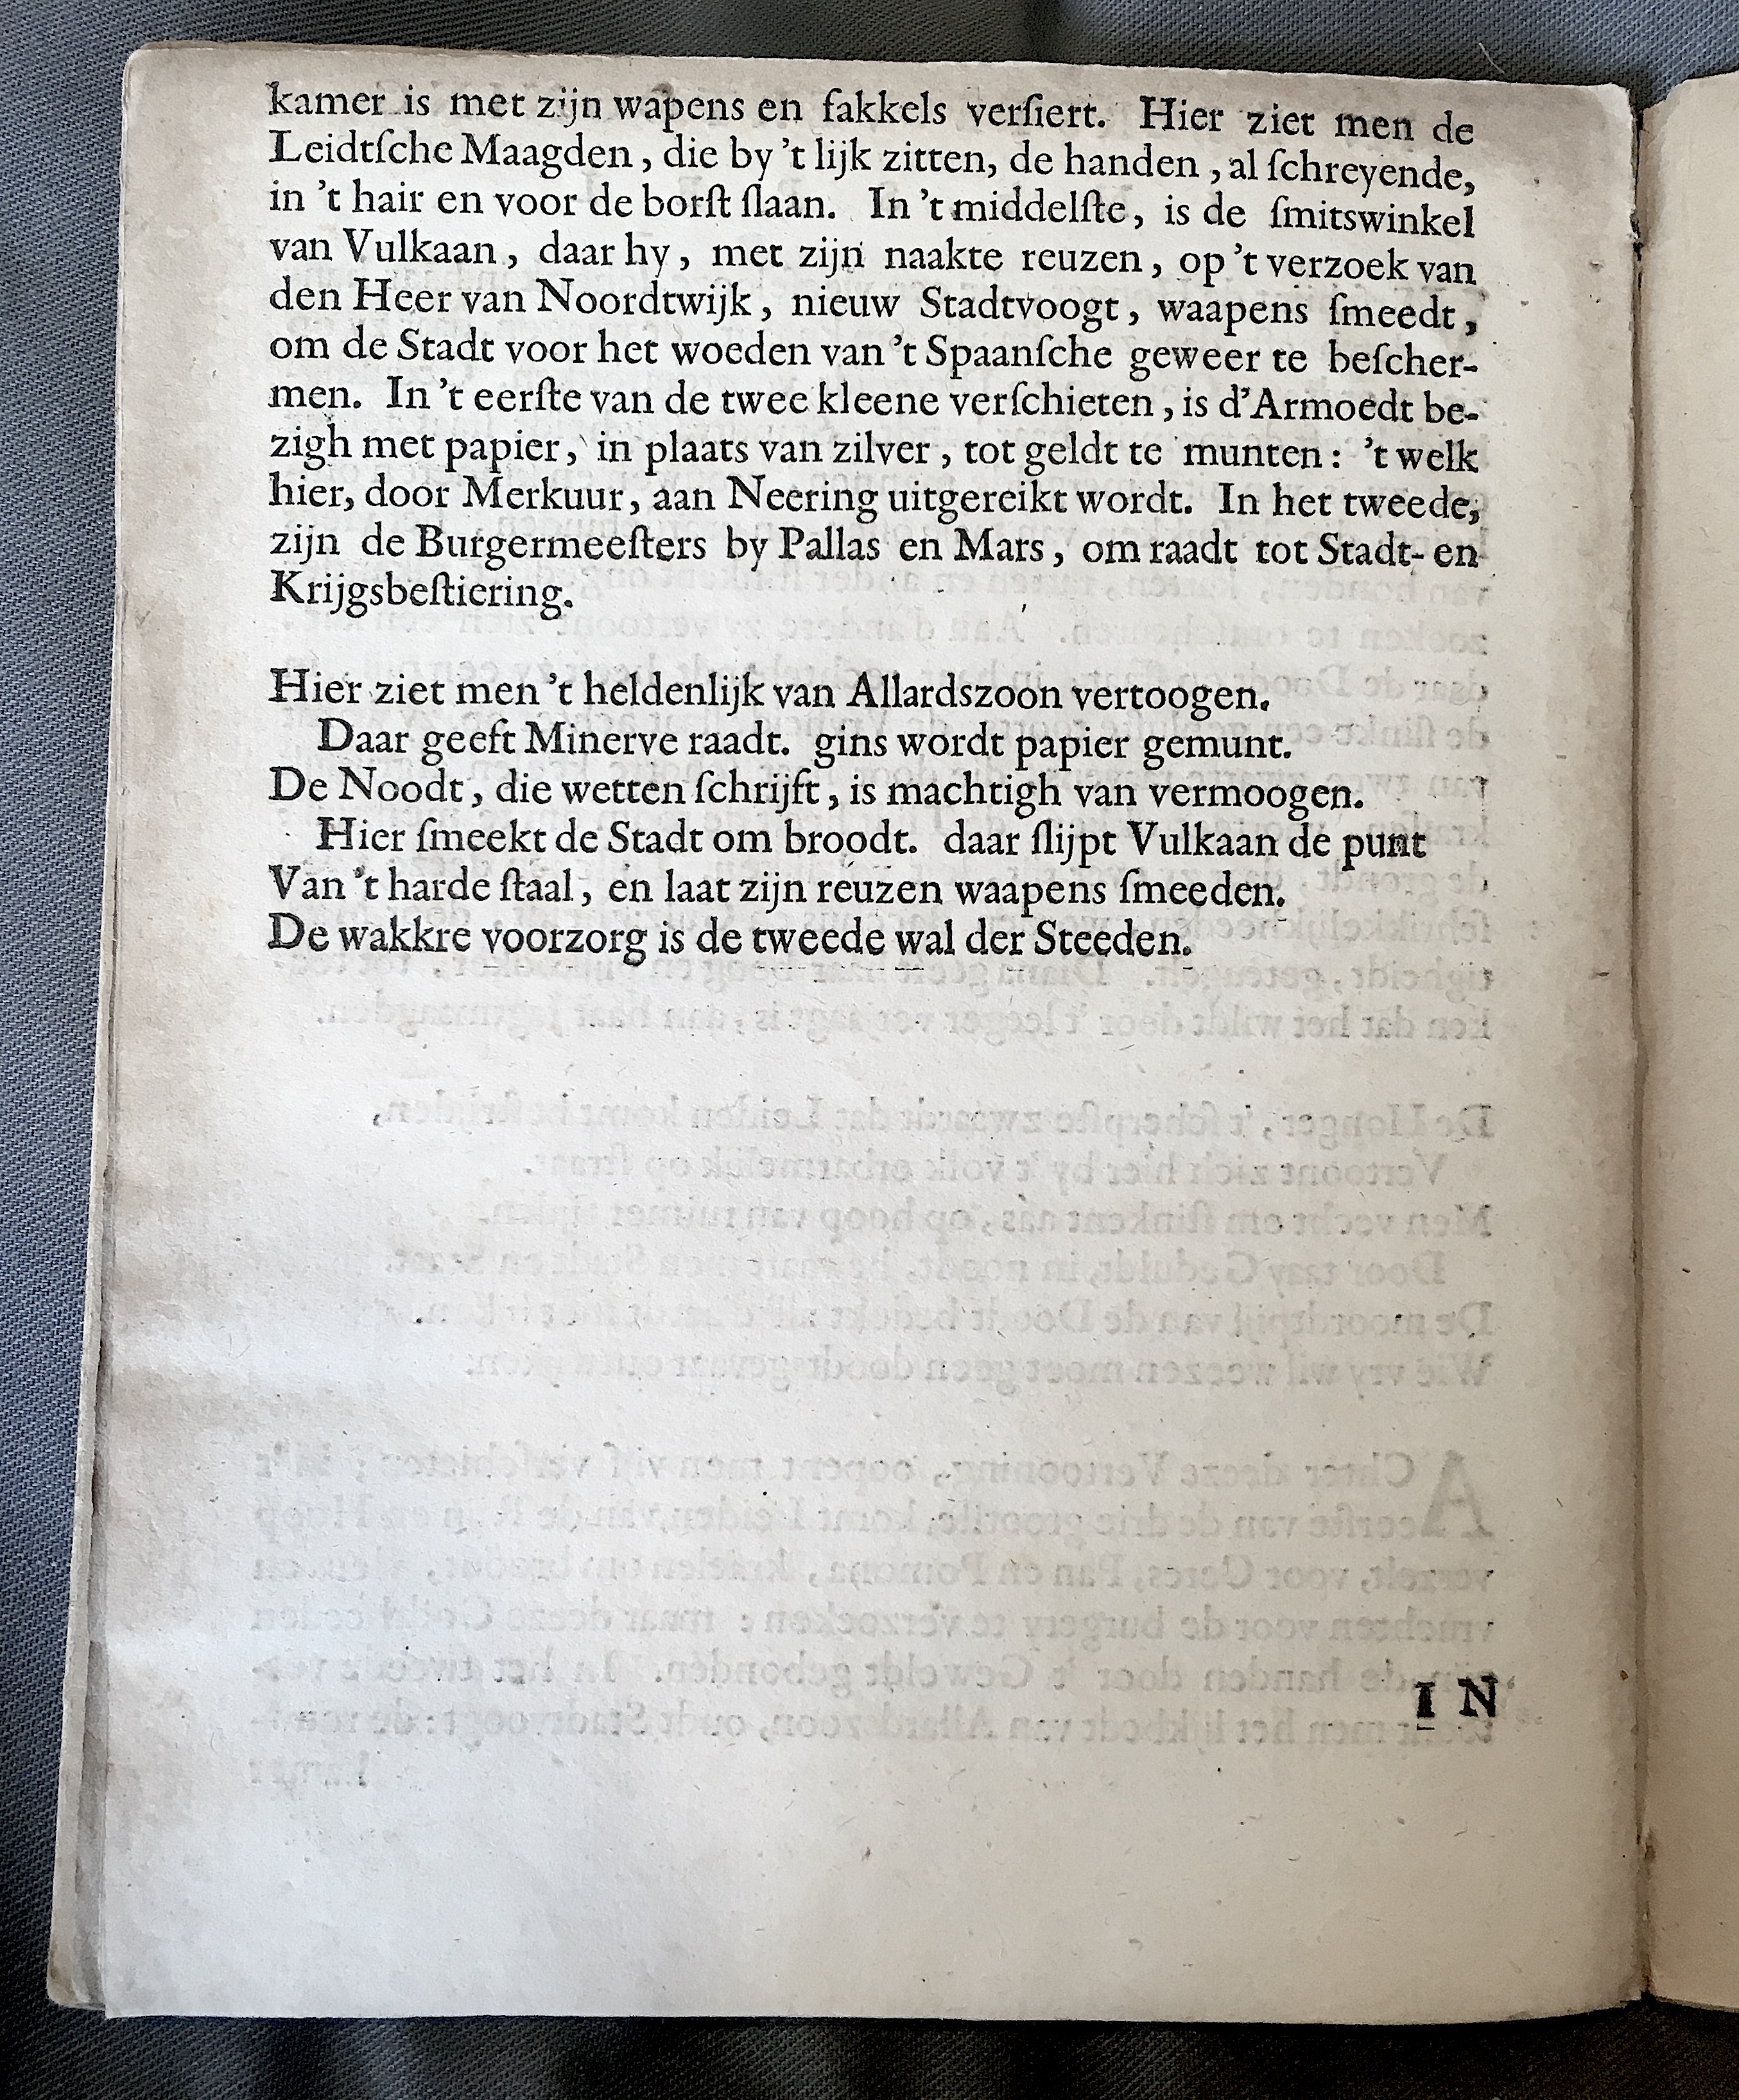 kamer is met zijn wapens en fakkels verſiert. Hier ziet men de
Leidtſche Maagden, die by 't lijk zitten, de handen, al ſchreyende,
in 't hair en voor de borſt ſlaan. In 't middelſte, is de ſmitswinkel
van Vulkaan, daar hy, met zijn naakte reuzen, op 't verzoek van
den Heer van Noordtwijk, nieuw Stadtvoogt, waapens ſmeedt,
om de Stadt voor het woeden van 't Spaanſche geweer te beſcher-
men. In 't eerſte van de twee kleene verſchieten, is d'Armoedt be-
zigh met papier, in plaats van zilver, tot geldt te munten: 't welk
hier, door Merkuur, aan Neering uitgereikt wordt. In het tweede,
zijn de Burgermeeſters by Pallas en Mars, om raadt tot Stadt- en
Krijgsbeſtiering.
Hier ziet men 't heldenlijk van Allardszoon vertoogen.
Daar geeft Minerve raadt. gins wordt papier gemunt.
De Noodt, die wetten ſchrijft, is machtigh van vermoogen.
Hier ſmeekt de Stadt om broodt. daar ſlijpt Vulkaan de punt
Van 't harde ſtaal, en laat zijn reuzen waapens ſmeeden.
De wakkre voorzorg is de tweede wal der Steeden.
IN